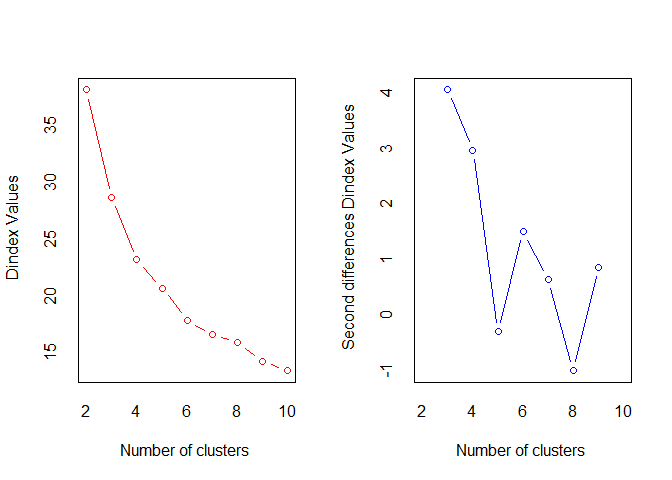 Dindex Values
35
30
25
20
15
2 4 6 8 10
Number of clusters
Second differences Dindex Values
4
3
2
1
0
-1
2 4 6 8 10
Number of clusters